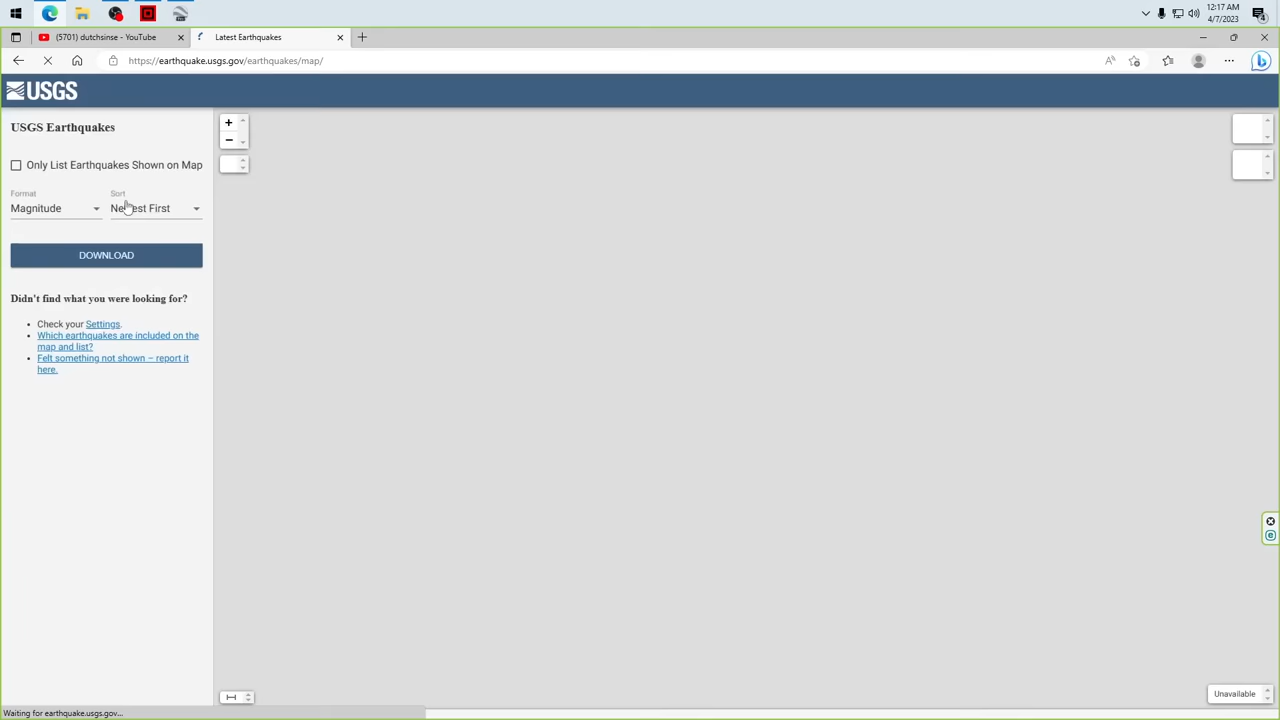 12:17 AM
4/7/2023
4
(5701) dutchsinse - YouTube
Latest Earthquakes
https://earthquake.usgs.gov/earthquakes/map/
USGS
USGS Earthquakes
Only List Earthquakes Shown on Map
Format
Sort
Magnitude
Newest First
DOWNLOAD
Didn't find what you were looking for?
Check your Settings.
Which earthquakes are included on the
map and list?
Felt something not shown – report it
here.
Unavailable
Waiting for earthquake.usgs.gov...